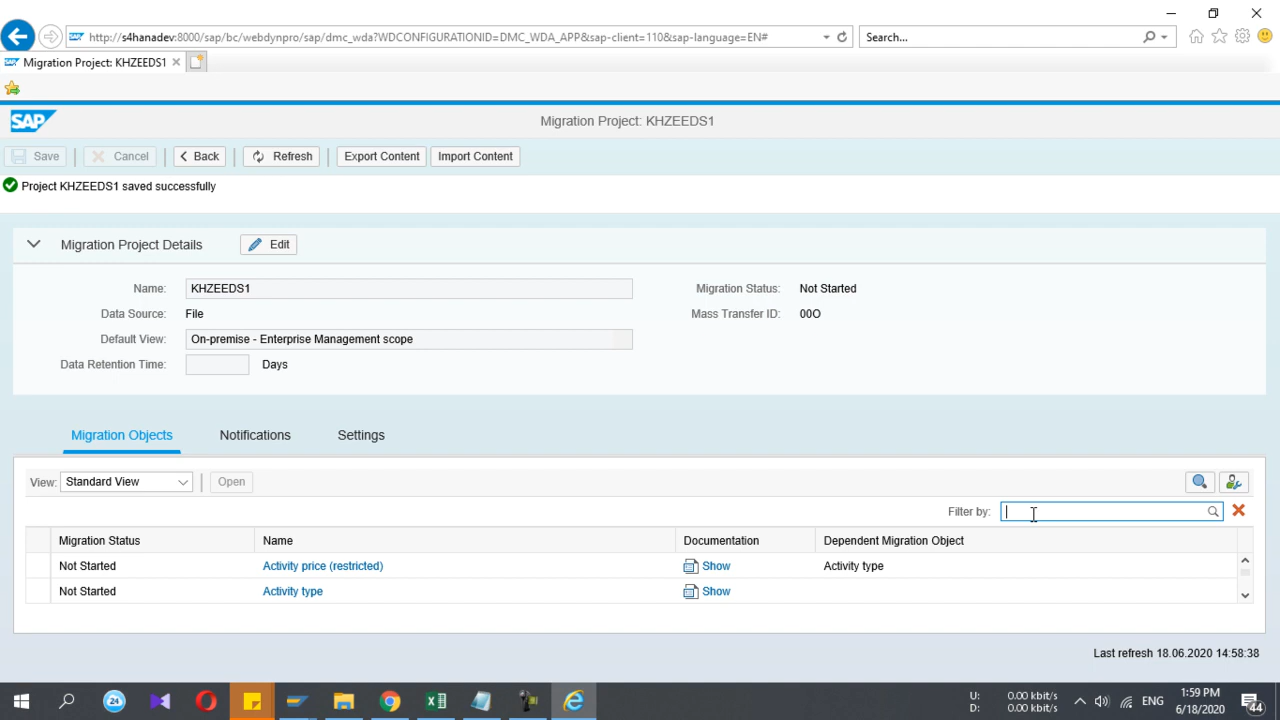 http://s4hanadev:8000/sap/bc/webdynpro/sap/dmc_wda?WDCONFIGURATIONID=DMC_WDA_APP&sap-client=110&sap-language=EN#
Search...
Migration Project: KHZEEDS1
SAP
Migration Project: KHZEEDS1
Save
Cancel
Back
Refresh
Export Content
Import Content
Project KHZEEDS1 saved successfully
Migration Project Details
Edit
Name: KHZEEDS1
Migration Status: Not Started
Data Source: File
Mass Transfer ID: 00O
Default View: On-premise - Enterprise Management scope
Data Retention Time: Days
Migration Objects
Notifications
Settings
View: Standard View
Open
Filter by:
Migration Status Name Documentation Dependent Migration Object
Not Started Activity price (restricted) Show Activity type
Not Started Activity type Show
Last refresh 18.06.2020 14:58:38
24
U: 0.00 kbit/s
D: 0.00 kbit/s
ENG
1:59 PM
6/18/2020
44